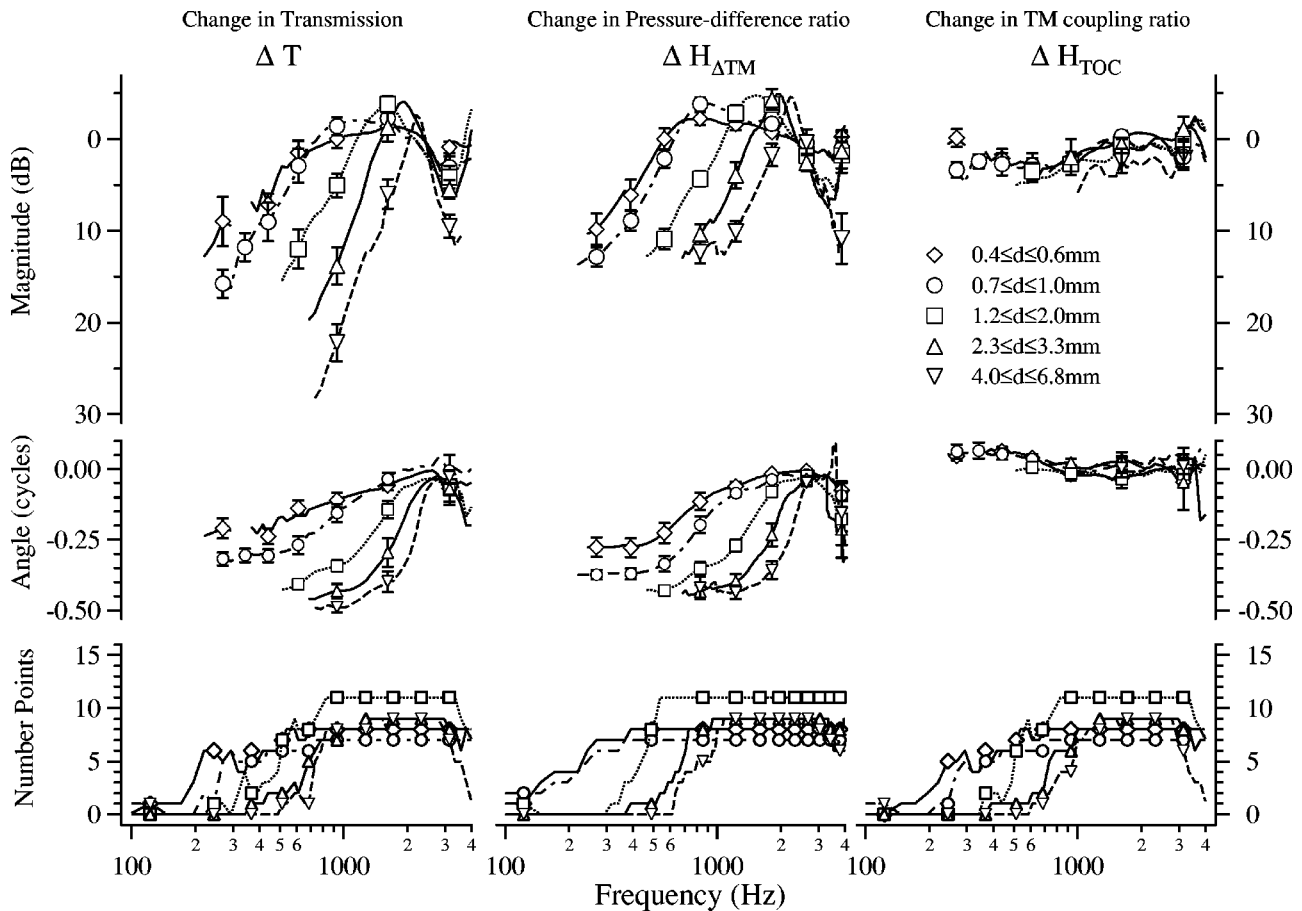 Change in Transmission
Δ T
Change in Pressure-difference ratio
Δ H_ΔTM
Change in TM coupling ratio
Δ H_TOC
Magnitude (dB)
0
10
20
30
0
10
20
30
0.4≤d≤0.6mm
0.7≤d≤1.0mm
1.2≤d≤2.0mm
2.3≤d≤3.3mm
4.0≤d≤6.8mm
Angle (cycles)
0.00
-0.25
-0.50
0.00
-0.25
-0.50
Number Points
15
10
5
0
15
10
5
0
100 2 3 4 5 6 1000 2 3 4
100 2 3 4 5 6 1000 2 3 4
100 2 3 4 5 6 1000 2 3 4
Frequency (Hz)